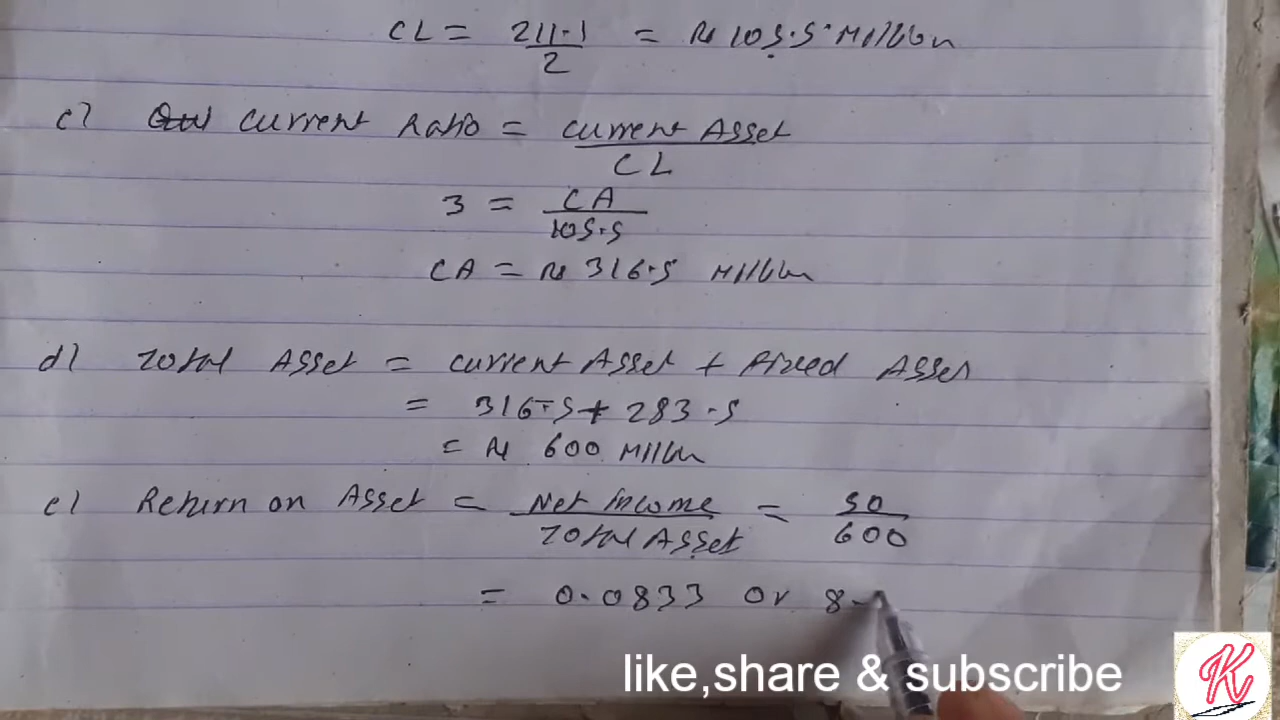 CL = 211.1 / 2 = Rs 105.5 Million
c) Current Ratio = Current Asset / CL
3 = CA / 105.5
CA = Rs 316.5 Million
d) Total Asset = Current Asset + Fixed Asset
= 316.5 + 283.5
= Rs 600 Million
e) Return on Asset = Net income / Total Asset = 50 / 600
= 0.0833 or 8.
like,share & subscribe
K